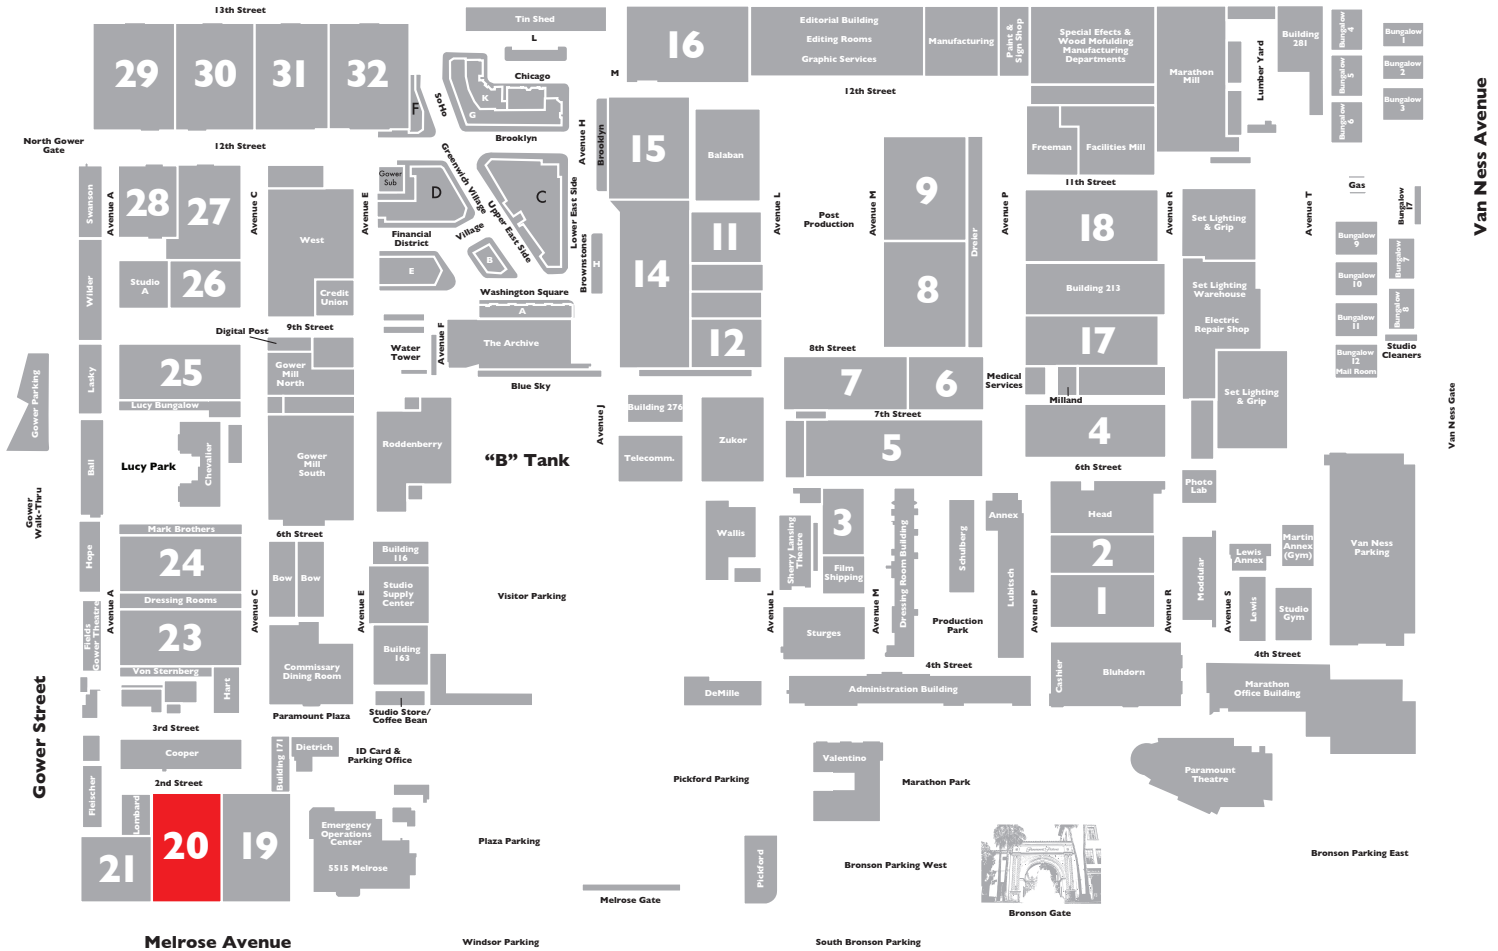 13th Street
29
30
31
32
F
SoHo
Tin Shed
L
Chicago
K
G
Brooklyn
M
16
Editorial Building
Editing Rooms
Graphic Services
Manufacturing
Paint &
Sign Shop
Special Efects &
Wood Mofulding
Manufacturing
Departments
Marathon
Mill
Lumber Yard
Building
281
Bungalow
4
Bungalow
5
Bungalow
6
Bungalow
1
Bungalow
2
Bungalow
3
Van Ness Avenue
12th Street
North Gower
Gate
12th Street
Swanson
Avenue A
28
27
Avenue C
West
Avenue E
Gower
Sub
D
Financial
District
Greenwich Village
Village
Upper East Side
C
Lower East Side
Avenue H
Brooklyn
15
Balaban
Avenue L
Post
Production
Avenue M
9
Dreier
Avenue P
Freeman
Facilities Mill
11th Street
18
Avenue R
Set Lighting
& Grip
Avenue T
Gas
Bungalow
17
Bungalow
9
Bungalow
7
Bungalow
10
Bungalow
8
Bungalow
11
Studio
Cleaners
Bungalow
12
Mail Room
Wilder
Studio
A
26
Credit
Union
E
B
Brownstones
H
Washington Square
A
14
11
12
8
Building 213
Set Lighting
Warehouse
Electric
Repair Shop
17
9th Street
Digital Post
Gower
Mill
North
Water
Tower
Avenue F
The Archive
Blue Sky
8th Street
7
6
Medical
Services
Milland
Gower Parking
Lasky
25
Lucy Bungalow
Set Lighting
& Grip
Van Ness Gate
Ball
Lucy Park
Chevalier
Gower
Mill
South
Roddenberry
“B” Tank
Avenue J
Building 276
Telecomm.
Zukor
7th Street
5
4
6th Street
Photo
Lab
Gower
Walk-Thru
Hope
Mark Brothers
24
Dressing Rooms
6th Street
Bow
Bow
Building
116
Studio
Supply
Center
Visitor Parking
Wallis
Sherry Lansing
Theatre
3
Film
Shipping
Dressing Room Building
Schulberg
Annex
Lubitsch
Head
2
1
Moddular
Lewis
Annex
Martin
Annex
(Gym)
Van Ness
Parking
Fields
Gower Theatre
Avenue A
23
Avenue C
Avenue E
Building
163
Avenue L
Sturges
Avenue M
Production
Park
Avenue P
Avenue R
Avenue S
Lewis
Studio
Gym
Von Sternberg
Hart
Commissary
Dining Room
4th Street
4th Street
Gower Street
Paramount Plaza
Studio Store/
Coffee Bean
DeMille
Administration Building
Cashier
Bluhdorn
Marathon
Office Building
3rd Street
Cooper
Building 171
Dietrich
ID Card &
Parking Office
2nd Street
Pickford Parking
Valentino
Marathon Park
Paramount
Theatre
Fleischer
Lombard
20
19
21
Emergency
Operations
Center
5515 Melrose
Plaza Parking
Pickford
Bronson Parking West
Bronson Parking East
Melrose Gate
Bronson Gate
Melrose Avenue
Windsor Parking
South Bronson Parking